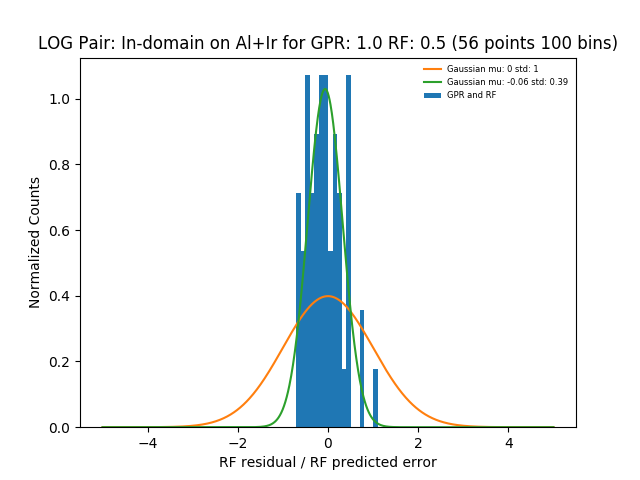 LOG Pair: In-domain on Al+Ir for GPR: 1.0 RF: 0.5 (56 points 100 bins)
Gaussian mu: 0 std: 1
Gaussian mu: -0.06 std: 0.39
GPR and RF
Normalized Counts
1.0
0.8
0.6
0.4
0.2
0.0
−4
−2
0
2
4
RF residual / RF predicted error